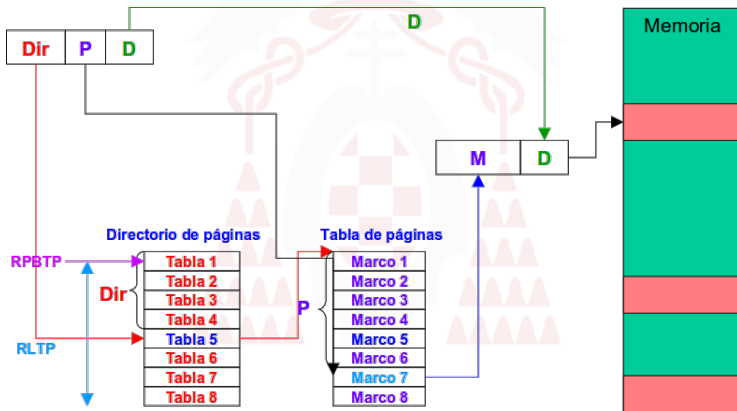 Dir P D
D
Memoria
M D
Directorio de páginas
Tabla de páginas
RPBTP
Dir
RLTP
Tabla 1
Tabla 2
Tabla 3
Tabla 4
Tabla 5
Tabla 6
Tabla 7
Tabla 8
P
Marco 1
Marco 2
Marco 3
Marco 4
Marco 5
Marco 6
Marco 7
Marco 8